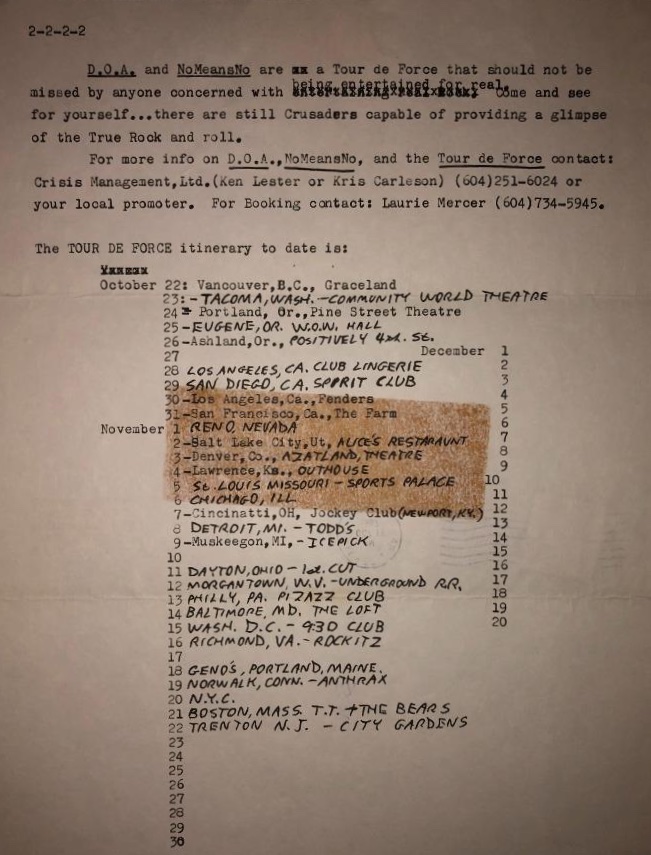 2-2-2-2
D.O.A. and NoMeansNo are xx a Tour de Force that should not be
being entertained for real.
missed by anyone concerned with entertaining real rock. Come and see
for yourself...there are still Crusaders capable of providing a glimpse
of the True Rock and roll.
For more info on D.O.A.,NoMeansNo, and the Tour de Force contact:
Crisis Management,Ltd.(Ken Lester or Kris Carleson) (604)251-6024 or
your local promoter. For Booking contact: Laurie Mercer (604)734-5945.
The TOUR DE FORCE itinerary to date is:
October 22: Vancouver,B.C., Graceland
23:-TACOMA, WASH.-COMMUNITY WORLD THEATRE
24- Portland, Or.,Pine Street Theatre
25-EUGENE, OR. W.O.W. HALL
26-Ashland,Or., POSITIVELY 4th. St.
27 December 1
28 LOS ANGELES, CA. CLUB LINGERIE 2
29 SAN DIEGO, CA. SPIRIT CLUB 3
30-Los Angeles,Ca.,Fenders 4
31-San Francisco,Ca.,The Farm 5
November 1 RENO, NEVADA 6
2-Salt Lake City,Ut, ALICE'S RESTARAUNT 7
3-Denver,Co., AZATLAND, THEATRE 8
4-Lawrence,Ks., OUTHOUSE 9
5 St. LOUIS MISSOURI - SPORTS PALACE 10
6 CHICHAGO, ILL 11
7-Cincinatti,OH, Jockey Club(NEWPORT, KY.) 12
8 DETROIT, MI. - TODD'S 13
9-Muskeegon,MI,- ICEPICK 14
10 15
11 DAYTON, OHIO - 1st. CUT 16
12 MORGANTOWN, W.V. -UNDERGROUND R.R. 17
13 PHILLY, PA. PIZAZZ CLUB 18
14 BALTIMORE, MD. THE LOFT 19
15 WASH. D.C. - 930 CLUB 20
16 RICHMOND, VA.- ROCKITZ
17
18 GENO'S, PORTLAND, MAINE.
19 NORWALK, CONN. -ANTHRAX
20 N.Y.C.
21 BOSTON, MASS. T.T. + THE BEARS
22 TRENTON N.J. - CITY GARDENS
23
24
25
26
27
28
29
30